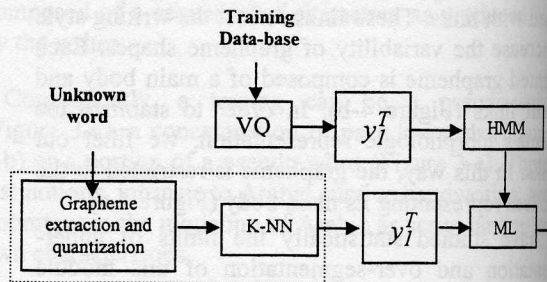 Training
Data-base
Unknown
word
VQ
y_1^T
HMM
Grapheme
extraction and
quantization
K-NN
y_1^T
ML